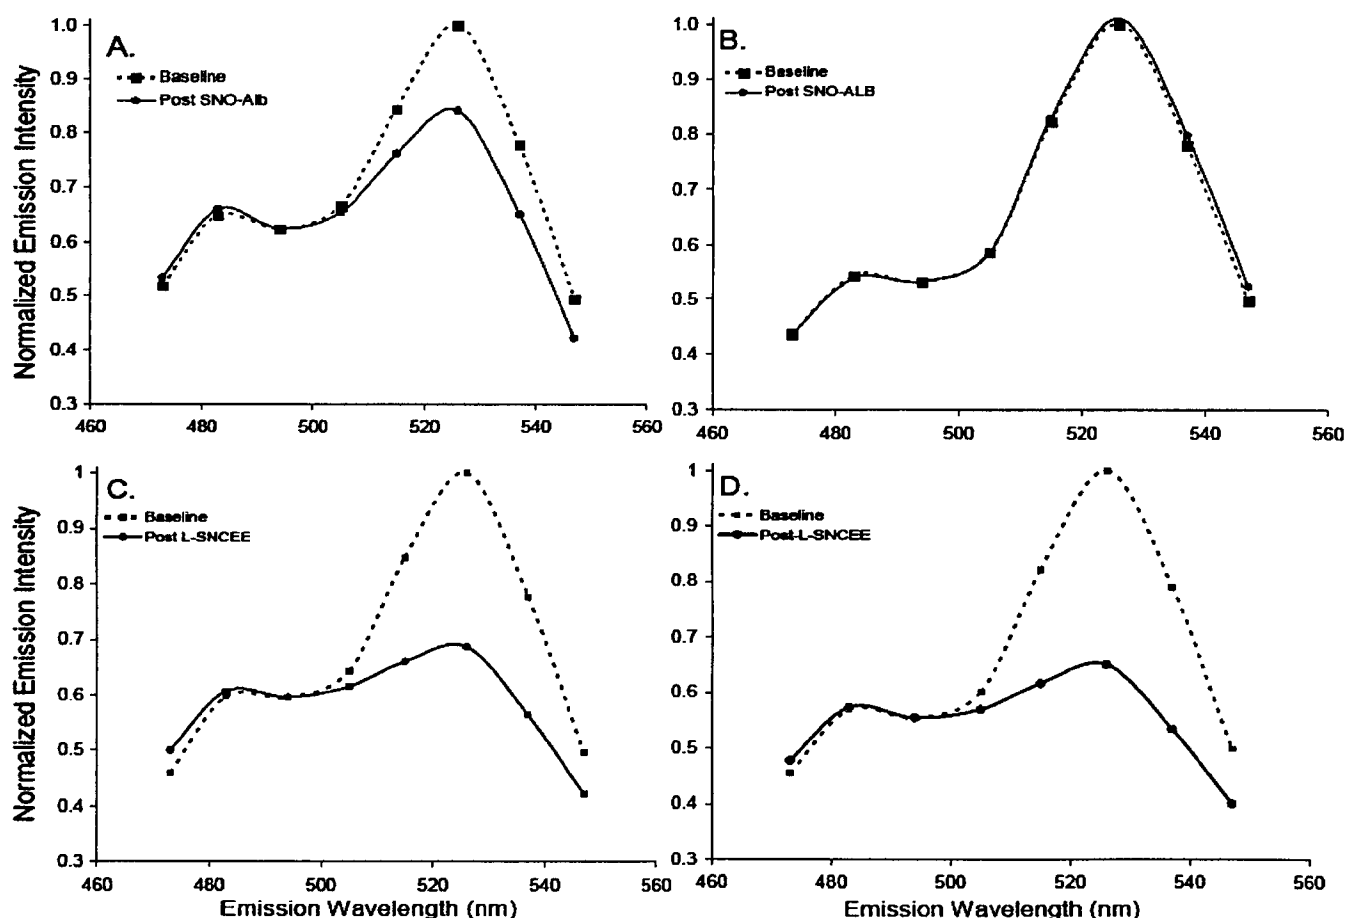 A.
Baseline
Post SNO-Alb
Normalized Emission Intensity
1.0
0.9
0.8
0.7
0.6
0.5
0.4
0.3
460 480 500 520 540 560
B.
Baseline
Post SNO-ALB
1.0
0.9
0.8
0.7
0.6
0.5
0.4
0.3
460 480 500 520 540 560
C.
Baseline
Post L-SNCEE
Normalized Emission Intensity
1
0.9
0.8
0.7
0.6
0.5
0.4
0.3
460 480 500 520 540 560
Emission Wavelength (nm)
D.
Baseline
Post-L-SNCEE
1
0.9
0.8
0.7
0.6
0.5
0.4
0.3
460 480 500 520 540 560
Emission Wavelength (nm)